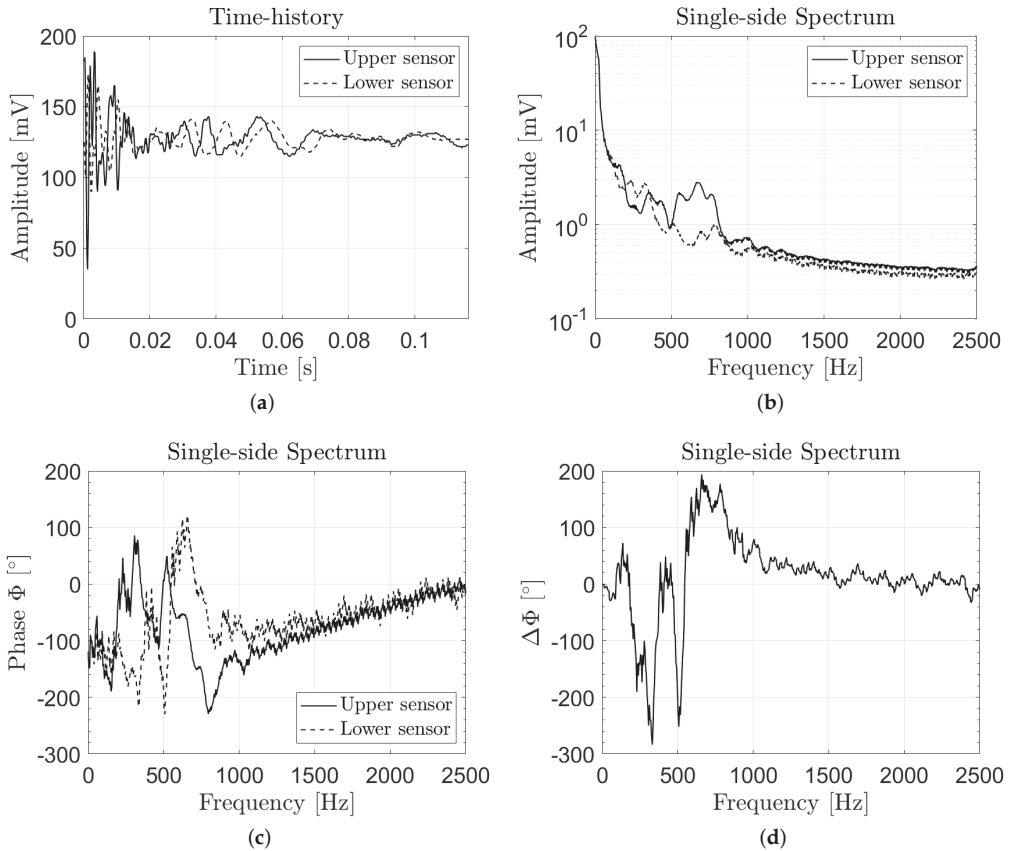 Time-history
Amplitude [mV]
200
150
100
50
0
Upper sensor
Lower sensor
0 0.02 0.04 0.06 0.08 0.1
Time [s]
(a)
Single-side Spectrum
Amplitude [mV]
10^2
10^1
10^0
10^-1
Upper sensor
Lower sensor
0 500 1000 1500 2000 2500
Frequency [Hz]
(b)
Single-side Spectrum
Phase Φ [°]
200
100
0
-100
-200
-300
Upper sensor
Lower sensor
0 500 1000 1500 2000 2500
Frequency [Hz]
(c)
Single-side Spectrum
ΔΦ [°]
200
100
0
-100
-200
-300
0 500 1000 1500 2000 2500
Frequency [Hz]
(d)